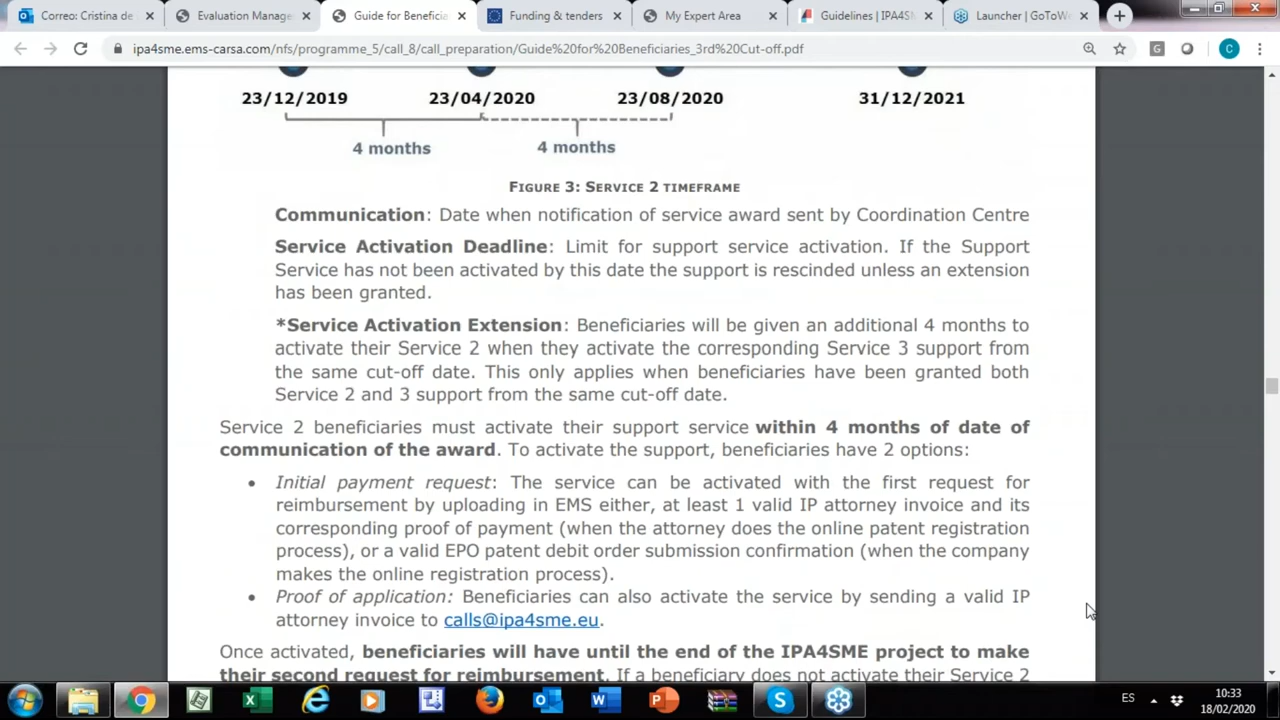 Correo: Cristina de
Evaluation Manage
Guide for Beneficia
Funding & tenders
My Expert Area
Guidelines | IPA4SM
Launcher | GoToWe
ipa4sme.ems-carsa.com/nfs/programme_5/call_8/call_preparation/Guide%20for%20Beneficiaries_3rd%20Cut-off.pdf
23/12/2019 23/04/2020 23/08/2020 31/12/2021
4 months 4 months
FIGURE 3: SERVICE 2 TIMEFRAME
Communication: Date when notification of service award sent by Coordination Centre
Service Activation Deadline: Limit for support service activation. If the Support
Service has not been activated by this date the support is rescinded unless an extension
has been granted.
*Service Activation Extension: Beneficiaries will be given an additional 4 months to
activate their Service 2 when they activate the corresponding Service 3 support from
the same cut-off date. This only applies when beneficiaries have been granted both
Service 2 and 3 support from the same cut-off date.
Service 2 beneficiaries must activate their support service within 4 months of date of
communication of the award. To activate the support, beneficiaries have 2 options:
• Initial payment request: The service can be activated with the first request for
reimbursement by uploading in EMS either, at least 1 valid IP attorney invoice and its
corresponding proof of payment (when the attorney does the online patent registration
process), or a valid EPO patent debit order submission confirmation (when the company
makes the online registration process).
• Proof of application: Beneficiaries can also activate the service by sending a valid IP
attorney invoice to calls@ipa4sme.eu.
Once activated, beneficiaries will have until the end of the IPA4SME project to make
their second request for reimbursement. If a beneficiary does not activate their Service 2
ES
10:33
18/02/2020